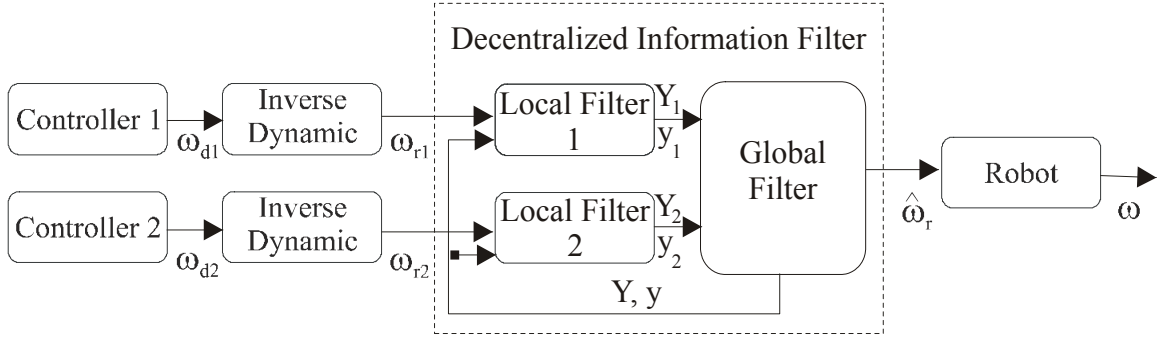 Decentralized Information Filter
Controller 1
ω_d1
Inverse
Dynamic
ω_r1
Local Filter
1
Y_1
y_1
Controller 2
ω_d2
Inverse
Dynamic
ω_r2
Local Filter
2
Y_2
y_2
Global
Filter
Y, y
ω̂_r
Robot
ω